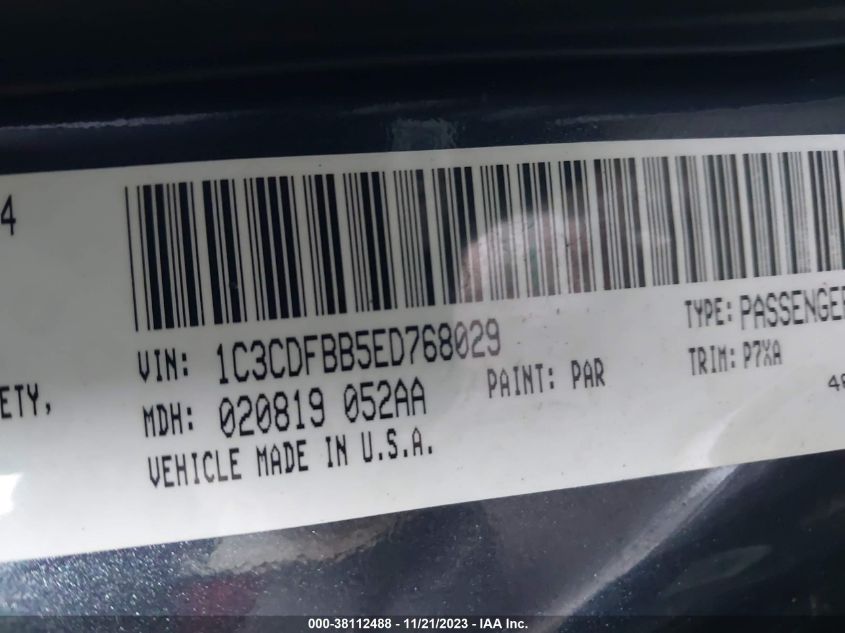 4
VIN: 1C3CDFBB5ED768029
TYPE: PASSENGER
ETY,
MDH: 020819 052AA
PAINT: PAR
TRIM: P7XA
VEHICLE MADE IN U.S.A.
000-38112488 - 11/21/2023 - IAA Inc.